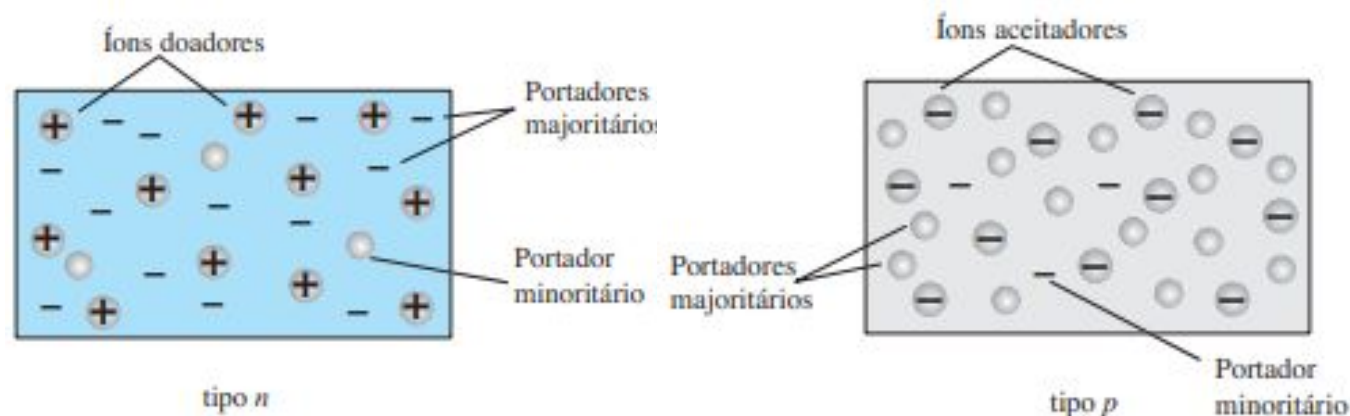 Íons doadores
Portadores
majoritários
Portador
minoritário
tipo n
Íons aceitadores
Portadores
majoritários
Portador
minoritário
tipo p